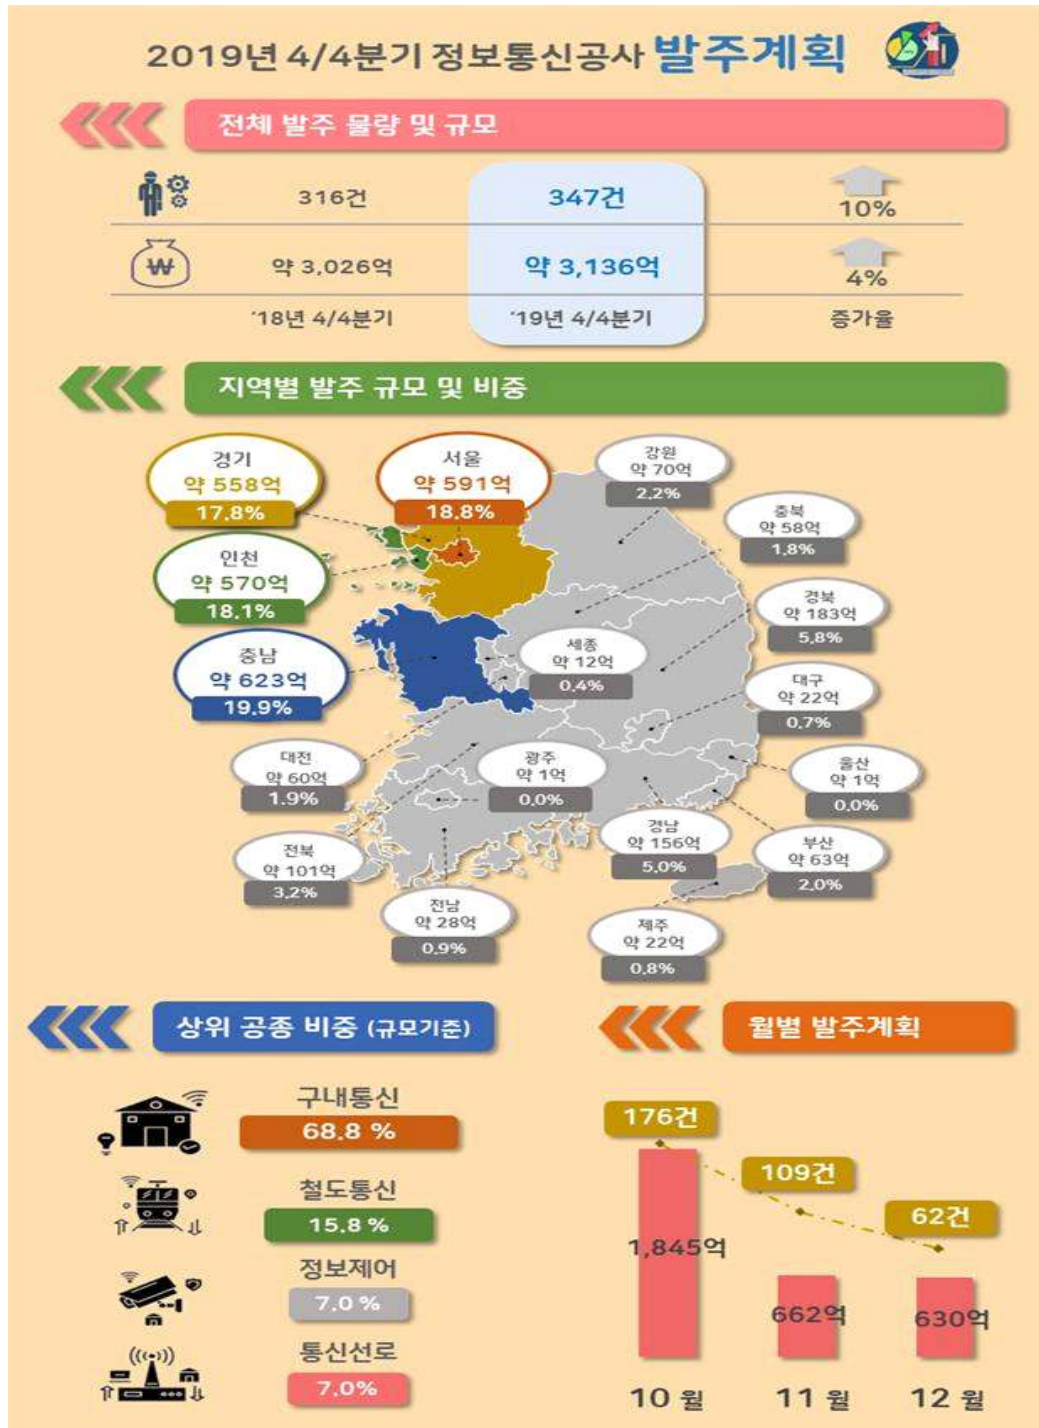 2019년 4/4분기 정보통신공사 발주계획
전체 발주 물량 및 규모
316건 347건 10%
약 3,026억 약 3,136억 4%
´18년 4/4분기 ´19년 4/4분기 증가율
지역별 발주 규모 및 비중
경기
약 558억
17.8%
서울
약 591억
18.8%
강원
약 70억
2.2%
충북
약 58억
1.8%
인천
약 570억
18.1%
경북
약 183억
5.8%
충남
약 623억
19.9%
세종
약 12억
0.4%
대구
약 22억
0.7%
대전
약 60억
1.9%
광주
약 1억
0.0%
울산
약 1억
0.0%
전북
약 101억
3.2%
경남
약 156억
5.0%
부산
약 63억
2.0%
전남
약 28억
0.9%
제주
약 22억
0.8%
상위 공종 비중 (규모기준)
구내통신
68.8 %
철도통신
15.8 %
정보제어
7.0 %
통신선로
7.0%
월별 발주계획
176건
109건
62건
1,845억
662억
630억
10 월 11 월 12 월